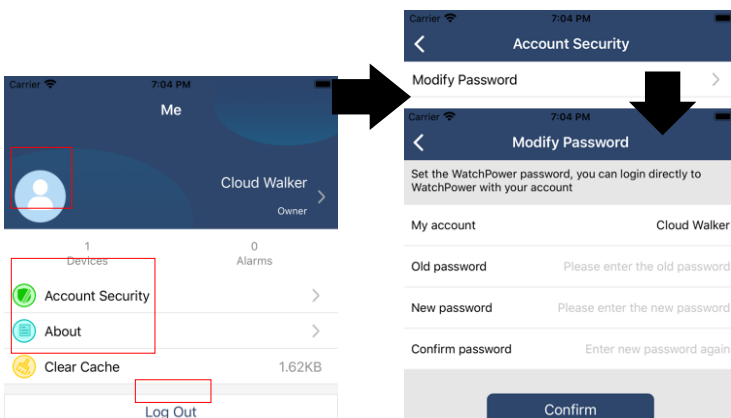 Carrier 7:04 PM
Me
Cloud Walker
Owner
1 0
Devices Alarms
Account Security
About
Clear Cache 1.62KB
Log Out
Carrier 7:04 PM
Account Security
Modify Password
Carrier 7:04 PM
Modify Password
Set the WatchPower password, you can login directly to
WatchPower with your account
My account Cloud Walker
Old password Please enter the old password
New password Please enter the new password
Confirm password Enter new password again
Confirm